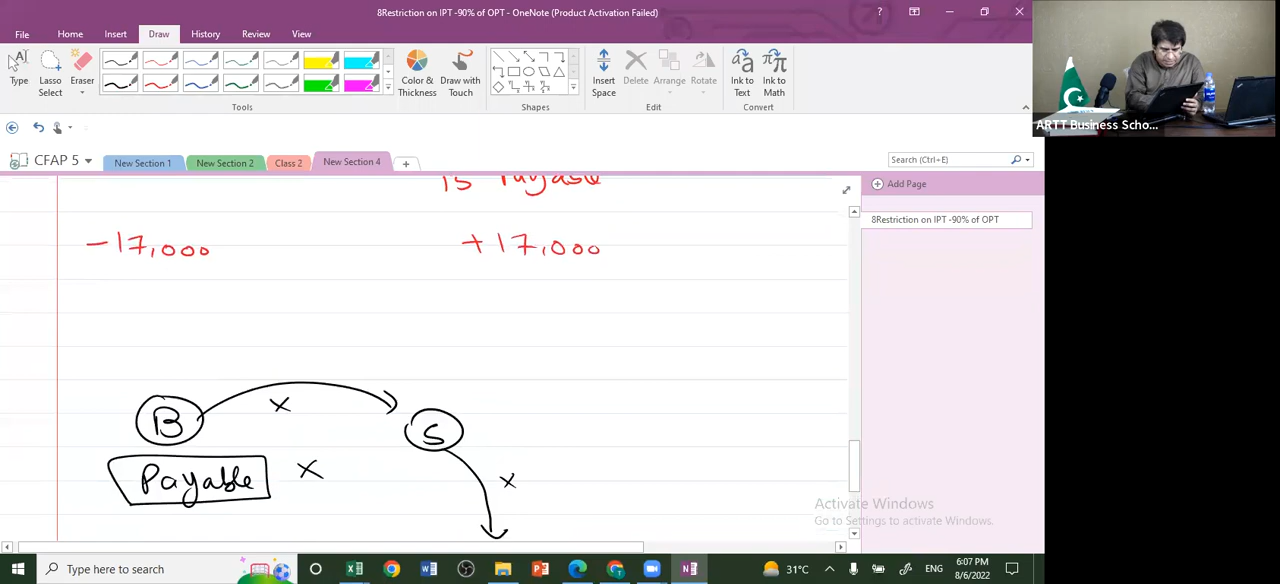 8Restriction on IPT -90% of OPT - OneNote (Product Activation Failed)
?
File Home Insert Draw History Review View
Type Lasso Select Eraser Color & Thickness Draw with Touch Insert Space Delete Arrange Rotate Ink to Text Ink to Math
Tools Shapes Edit Convert
ARTT Business Scho...
CFAP 5 New Section 1 New Section 2 Class 2 New Section 4 + Search (Ctrl+E)
Add Page
8Restriction on IPT -90% of OPT
is Payable
-17,000 +17,000
B x S
Payable x x
Activate Windows
Go to Settings to activate Windows.
Type here to search 31°C ENG 6:07 PM 8/6/2022